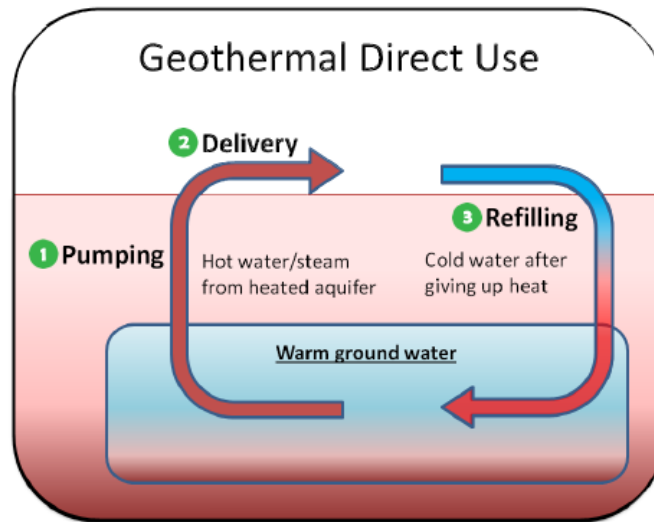 Geothermal Direct Use
2 Delivery
1 Pumping
Hot water/steam
from heated aquifer
3 Refilling
Cold water after
giving up heat
Warm ground water